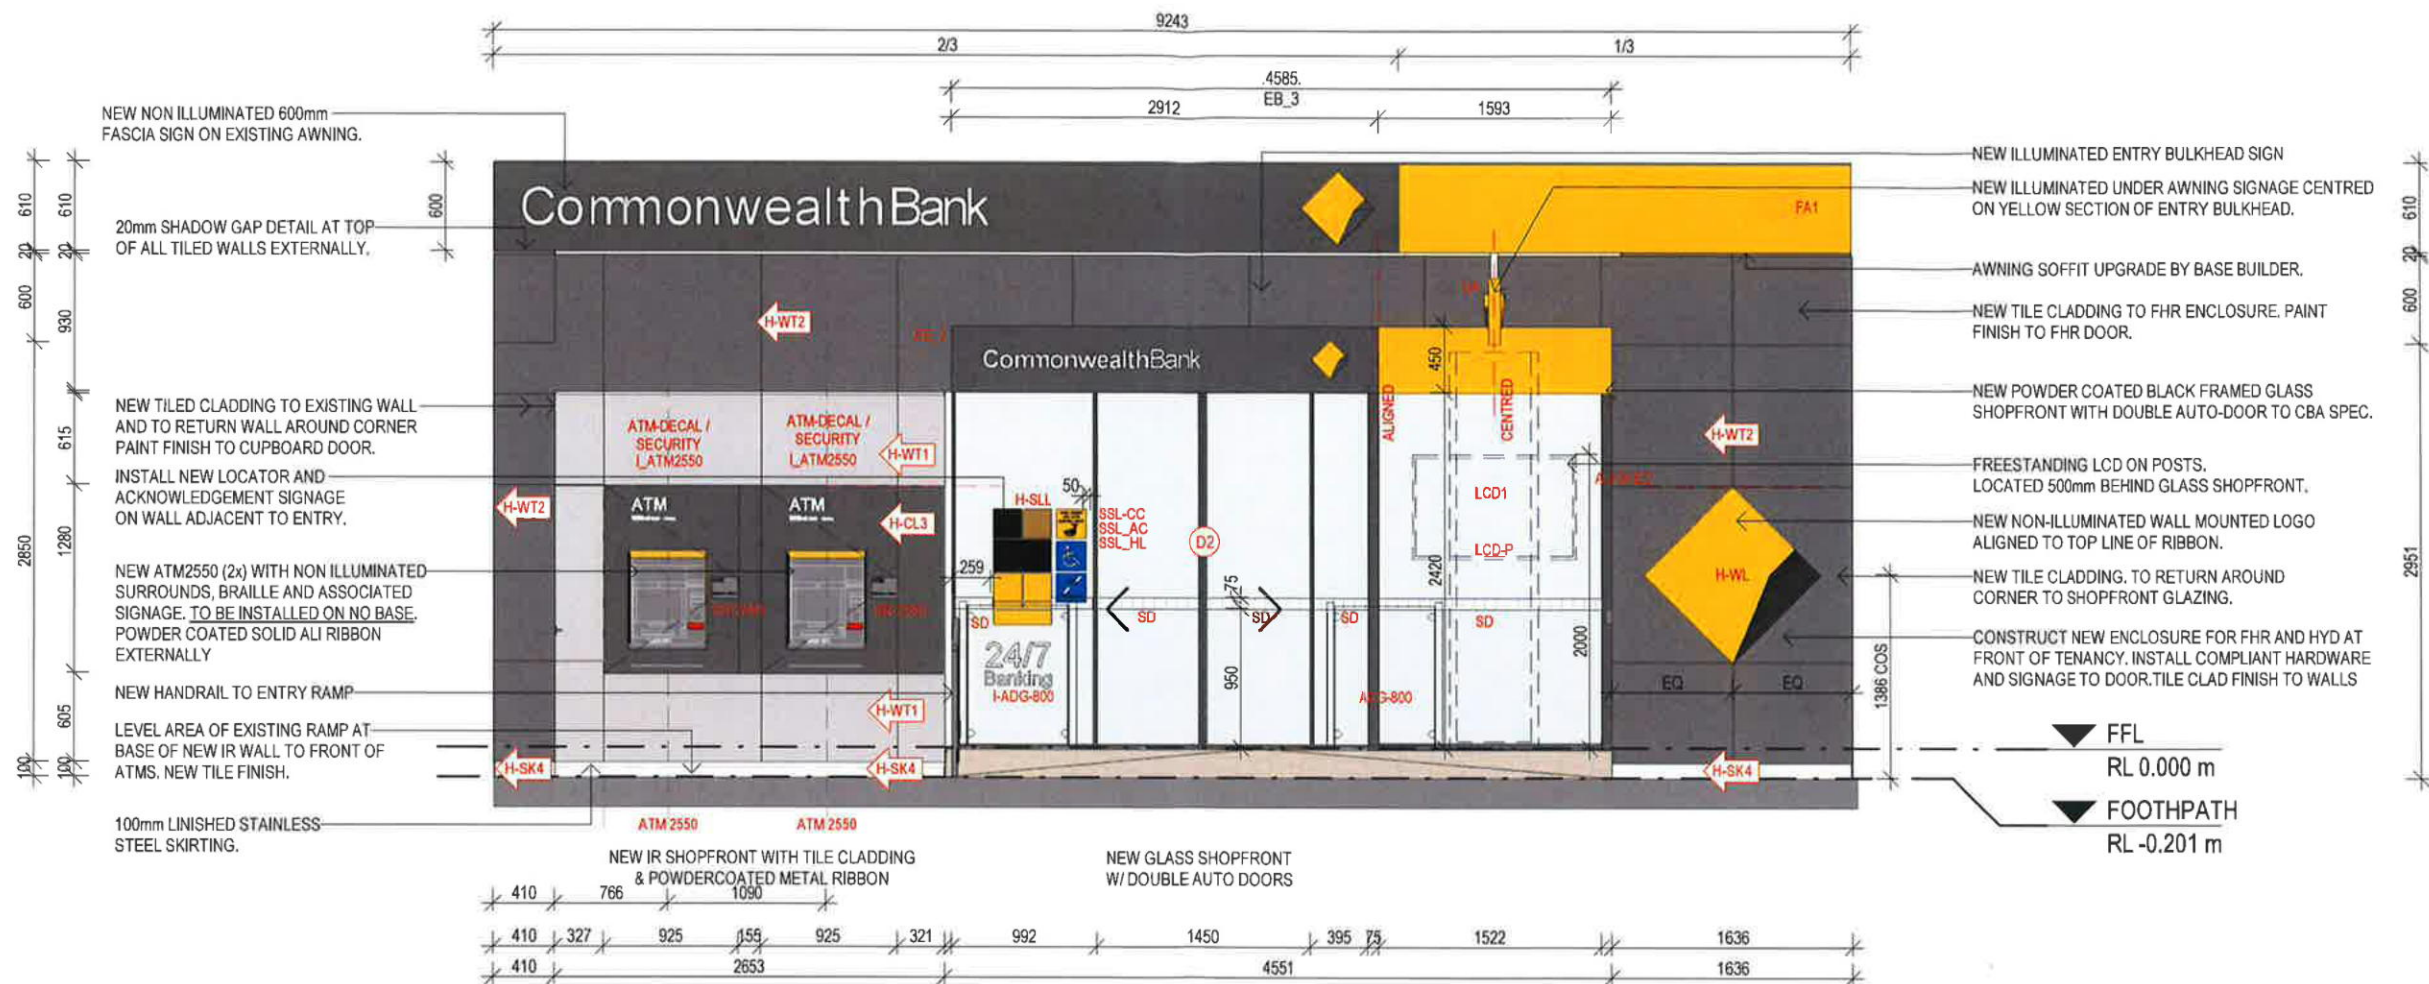 9243
2/3
1/3
.4585.
EB_3
2912
1593
NEW NON ILLUMINATED 600mm
FASCIA SIGN ON EXISTING AWNING.
20mm SHADOW GAP DETAIL AT TOP
OF ALL TILED WALLS EXTERNALLY.
NEW TILED CLADDING TO EXISTING WALL
AND TO RETURN WALL AROUND CORNER
PAINT FINISH TO CUPBOARD DOOR.
INSTALL NEW LOCATOR AND
ACKNOWLEDGEMENT SIGNAGE
ON WALL ADJACENT TO ENTRY.
NEW ATM2550 (2x) WITH NON ILLUMINATED
SURROUNDS, BRAILLE AND ASSOCIATED
SIGNAGE. TO BE INSTALLED ON NO BASE.
POWDER COATED SOLID ALI RIBBON
EXTERNALLY
NEW HANDRAIL TO ENTRY RAMP
LEVEL AREA OF EXISTING RAMP AT
BASE OF NEW IR WALL TO FRONT OF
ATMS. NEW TILE FINISH.
100mm LINISHED STAINLESS
STEEL SKIRTING.
610
20
600
2850
100
610
20
930
615
1280
605
100
600
CommonwealthBank
FA1
H-WT2
CommonwealthBank
450
ALIGNED
CENTRED
ATM-DECAL /
SECURITY
I_ATM2550
ATM-DECAL /
SECURITY
I_ATM2550
H-WT1
H-WT2
H-WT2
ATM
ATM
H-CL3
H-SLL
50
SSL-CC
SSL_AC
SSL_HL
D2
LCD1
LCD-P
259
75
2420
2000
950
SD
SD
SD
SD
SD
24/7
Banking
I-ADG-800
ADG-800
H-WL
EQ
EQ
1386 COS
H-WT1
H-SK4
H-SK4
H-SK4
ATM 2550
ATM 2550
NEW IR SHOPFRONT WITH TILE CLADDING
& POWDERCOATED METAL RIBBON
NEW GLASS SHOPFRONT
W/ DOUBLE AUTO DOORS
NEW ILLUMINATED ENTRY BULKHEAD SIGN
NEW ILLUMINATED UNDER AWNING SIGNAGE CENTRED
ON YELLOW SECTION OF ENTRY BULKHEAD.
AWNING SOFFIT UPGRADE BY BASE BUILDER.
NEW TILE CLADDING TO FHR ENCLOSURE. PAINT
FINISH TO FHR DOOR.
NEW POWDER COATED BLACK FRAMED GLASS
SHOPFRONT WITH DOUBLE AUTO-DOOR TO CBA SPEC.
FREESTANDING LCD ON POSTS.
LOCATED 500mm BEHIND GLASS SHOPFRONT.
NEW NON-ILLUMINATED WALL MOUNTED LOGO
ALIGNED TO TOP LINE OF RIBBON.
NEW TILE CLADDING. TO RETURN AROUND
CORNER TO SHOPFRONT GLAZING.
CONSTRUCT NEW ENCLOSURE FOR FHR AND HYD AT
FRONT OF TENANCY. INSTALL COMPLIANT HARDWARE
AND SIGNAGE TO DOOR.TILE CLAD FINISH TO WALLS
610
20
600
2951
FFL
RL 0.000 m
FOOTHPATH
RL -0.201 m
410
766
1090
410
327
925
155
925
321
992
1450
395
75
1522
1636
410
2653
4551
1636